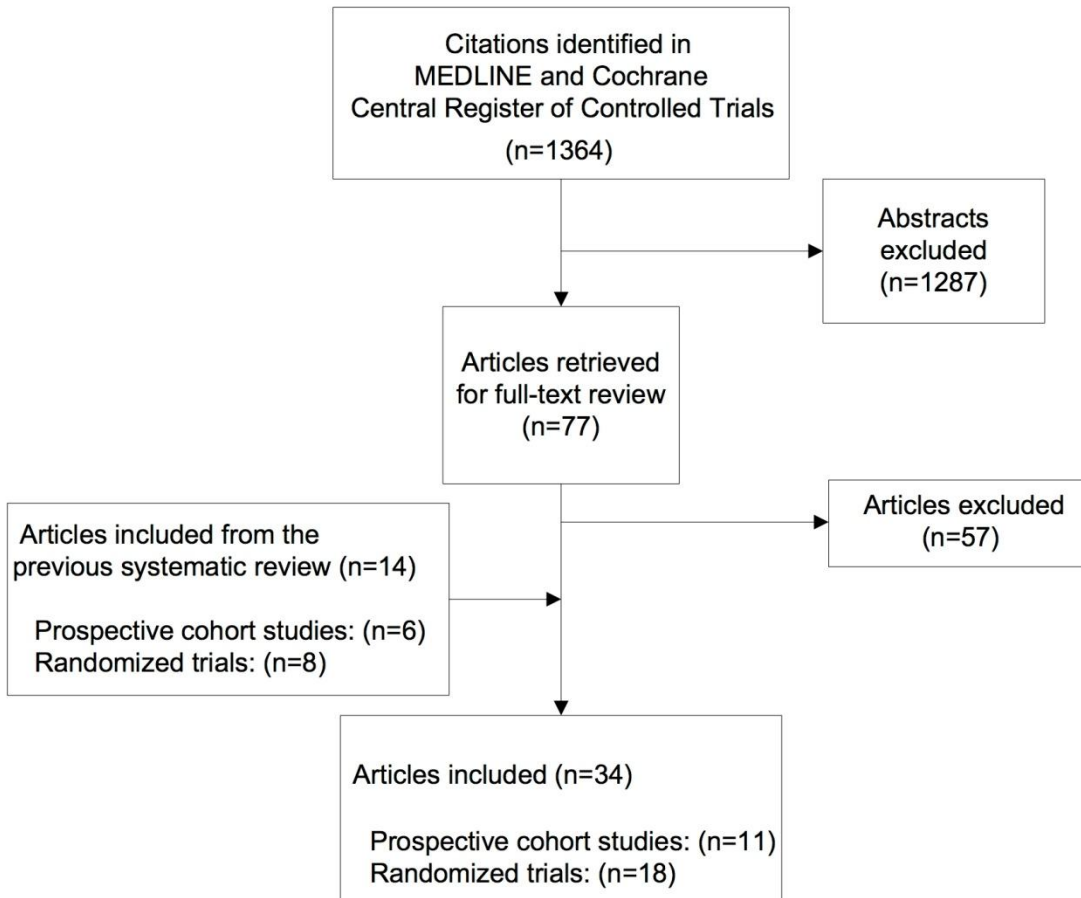 Citations identified in
MEDLINE and Cochrane
Central Register of Controlled Trials
(n=1364)
Abstracts
excluded
(n=1287)
Articles retrieved
for full-text review
(n=77)
Articles excluded
(n=57)
Articles included from the
previous systematic review (n=14)
Prospective cohort studies: (n=6)
Randomized trials: (n=8)
Articles included (n=34)
Prospective cohort studies: (n=11)
Randomized trials: (n=18)